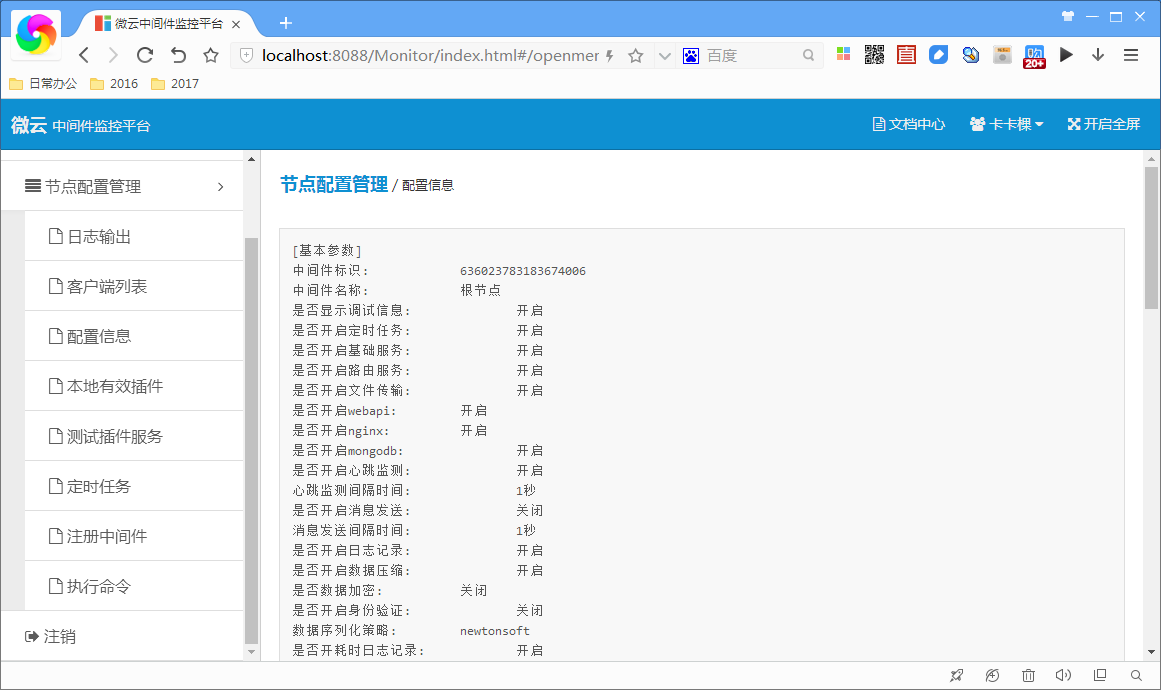 微云中间件监控平台
localhost:8088/Monitor/index.html#/openmer
百度
20+
日常办公 2016 2017
微云 中间件监控平台
文档中心 卡卡棵 开启全屏
节点配置管理
日志输出
客户端列表
配置信息
本地有效插件
测试插件服务
定时任务
注册中间件
执行命令
注销
节点配置管理 / 配置信息
[基本参数]
中间件标识: 636023783183674006
中间件名称: 根节点
是否显示调试信息: 开启
是否开启定时任务: 开启
是否开启基础服务: 开启
是否开启路由服务: 开启
是否开启文件传输: 开启
是否开启webapi: 开启
是否开启nginx: 开启
是否开启mongodb: 开启
是否开启心跳监测: 开启
心跳监测间隔时间: 1秒
是否开启消息发送: 关闭
消息发送间隔时间: 1秒
是否开启日志记录: 开启
是否开启数据压缩: 开启
是否数据加密: 关闭
是否开启身份验证: 关闭
数据序列化策略: newtonsoft
是否开耗时日志记录: 开启